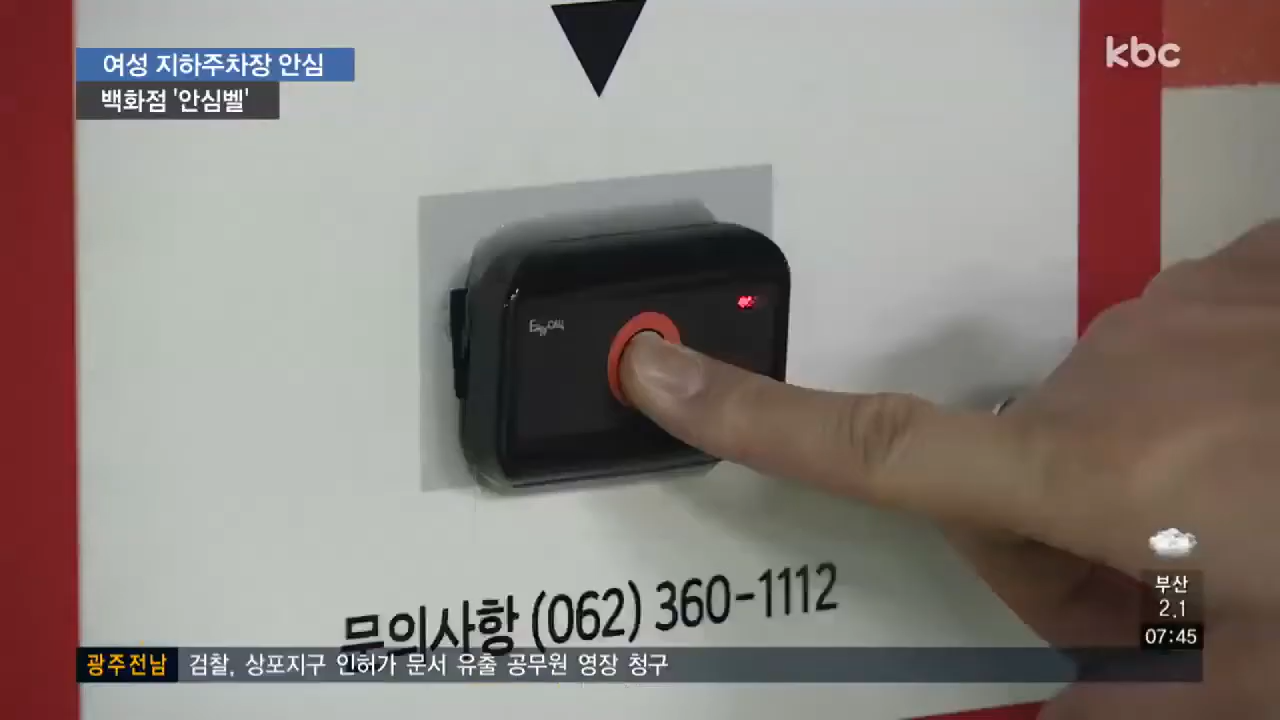 여성 지하주차장 안심
백화점 '안심벨'
kbc
문의사항 (062) 360-1112
부산
2.1
07:45
광주전남 검찰, 상포지구 인허가 문서 유출 공무원 영장 청구